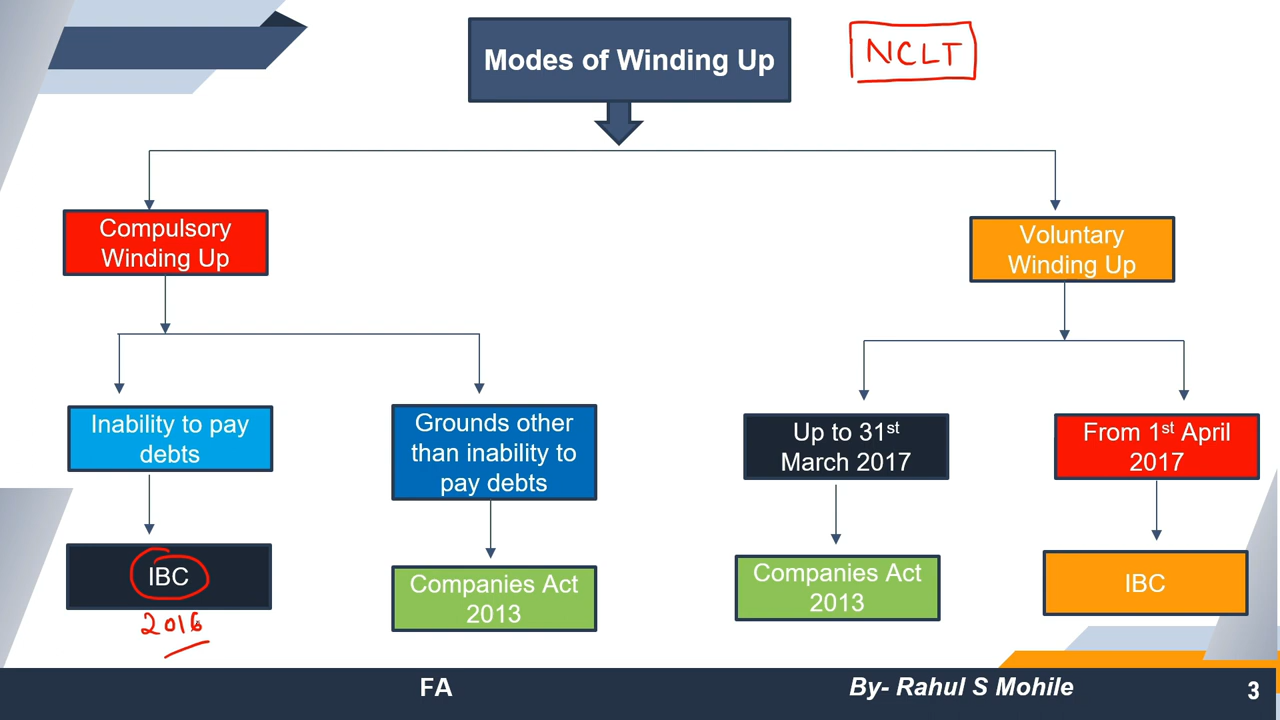 Modes of Winding Up
NCLT
Compulsory
Winding Up
Voluntary
Winding Up
Inability to pay
debts
Grounds other
than inability to
pay debts
Up to 31st
March 2017
From 1st April
2017
IBC
2016
Companies Act
2013
Companies Act
2013
IBC
FA
By- Rahul S Mohile
3